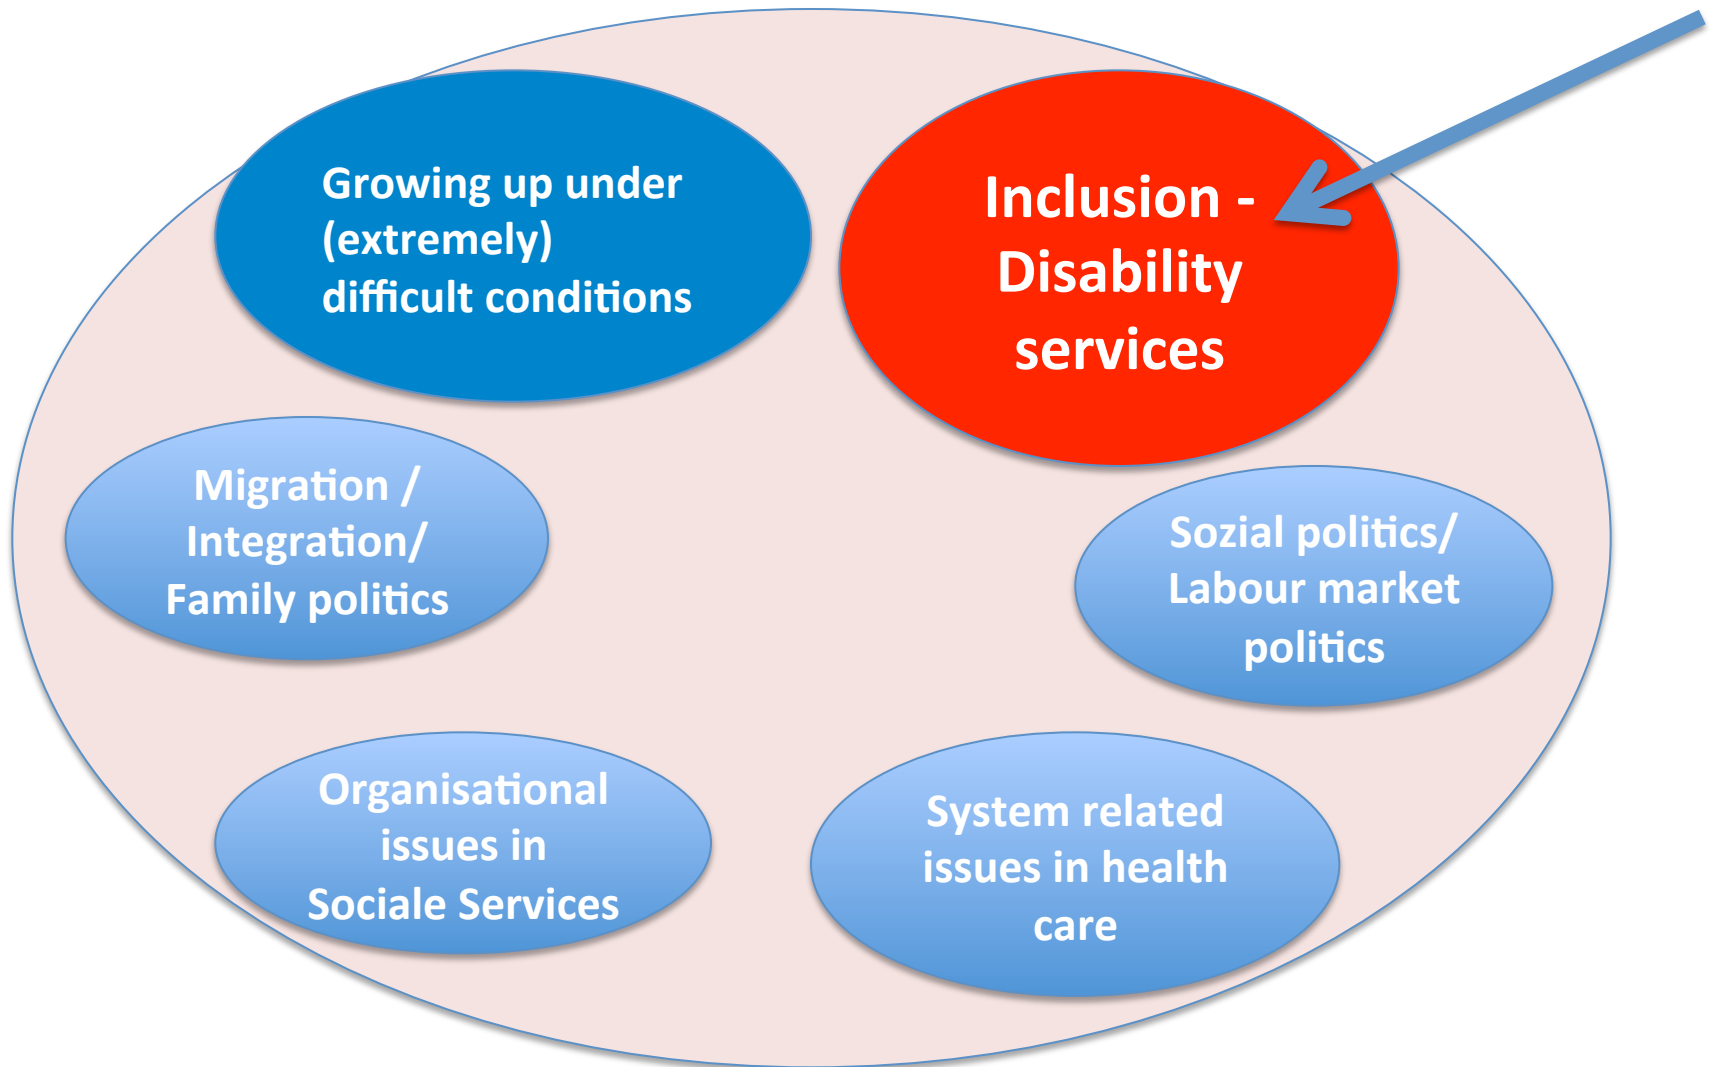 Growing up under
(extremely)
difficult conditions
Inclusion -
Disability
services
Migration /
Integration/
Family politics
Sozial politics/
Labour market
politics
Organisational
issues in
Sociale Services
System related
issues in health
care